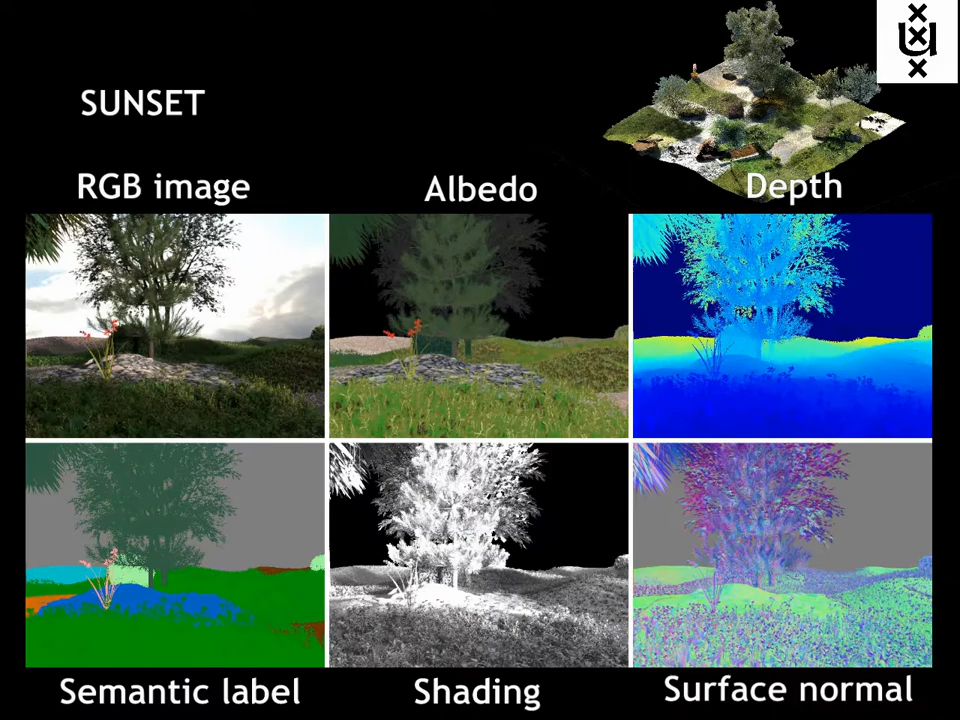 SUNSET
RGB image
Albedo
Depth
Semantic label
Shading
Surface normal